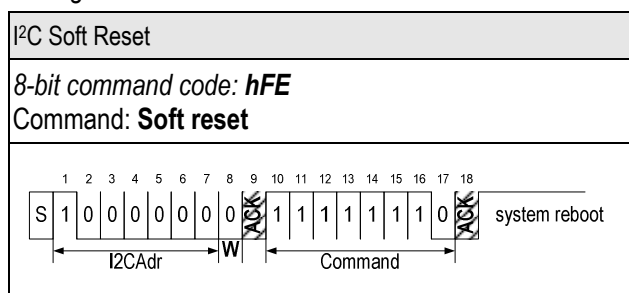 I²C Soft Reset
8-bit command code: hFE
Command: Soft reset
1 2 3 4 5 6 7 8 9 10 11 12 13 14 15 16 17 18
S 1 0 0 0 0 0 0 0 ACK 1 1 1 1 1 1 1 0 ACK system reboot
I2CAdr W Command